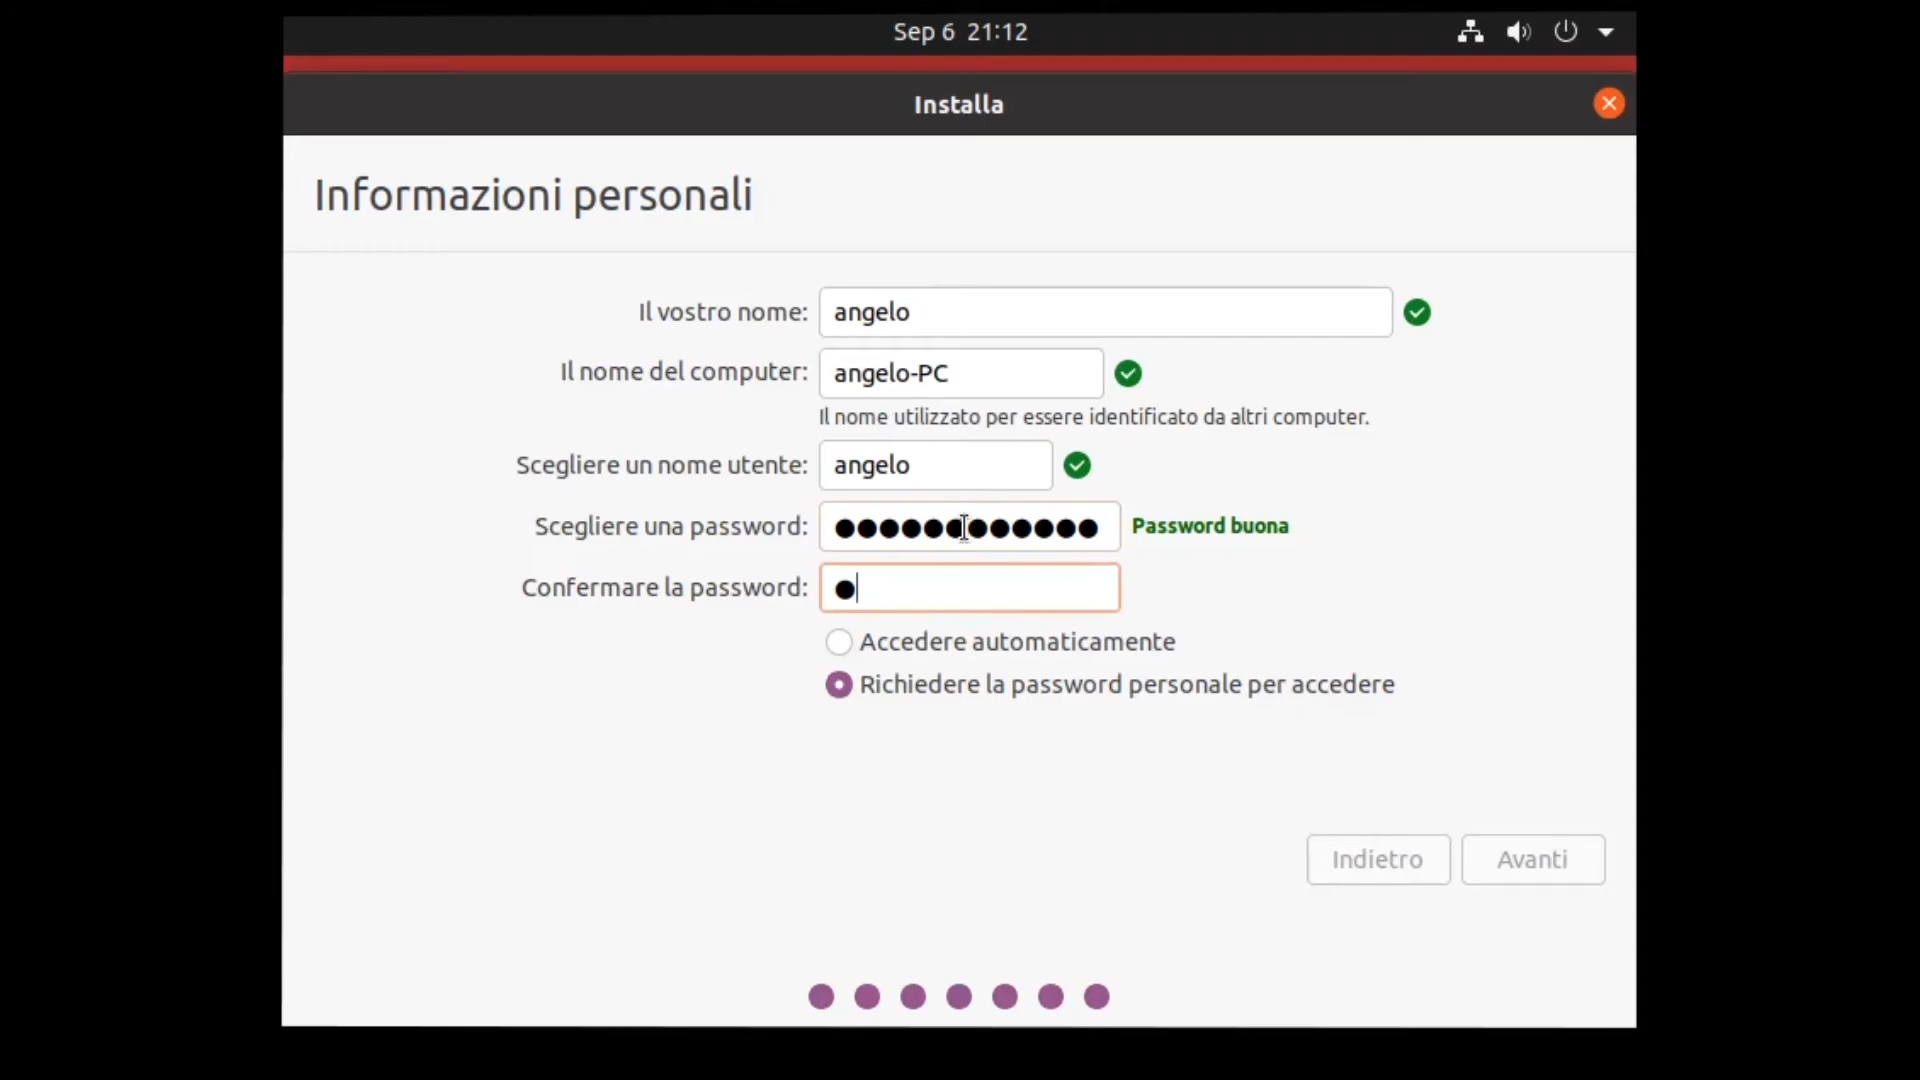 Sep 6 21:12
Installa
Informazioni personali
Il vostro nome: angelo
Il nome del computer: angelo-PC
Il nome utilizzato per essere identificato da altri computer.
Scegliere un nome utente: angelo
Scegliere una password: ●●●●●●●●●●●● Password buona
Confermare la password: ●
Accedere automaticamente
Richiedere la password personale per accedere
Indietro Avanti